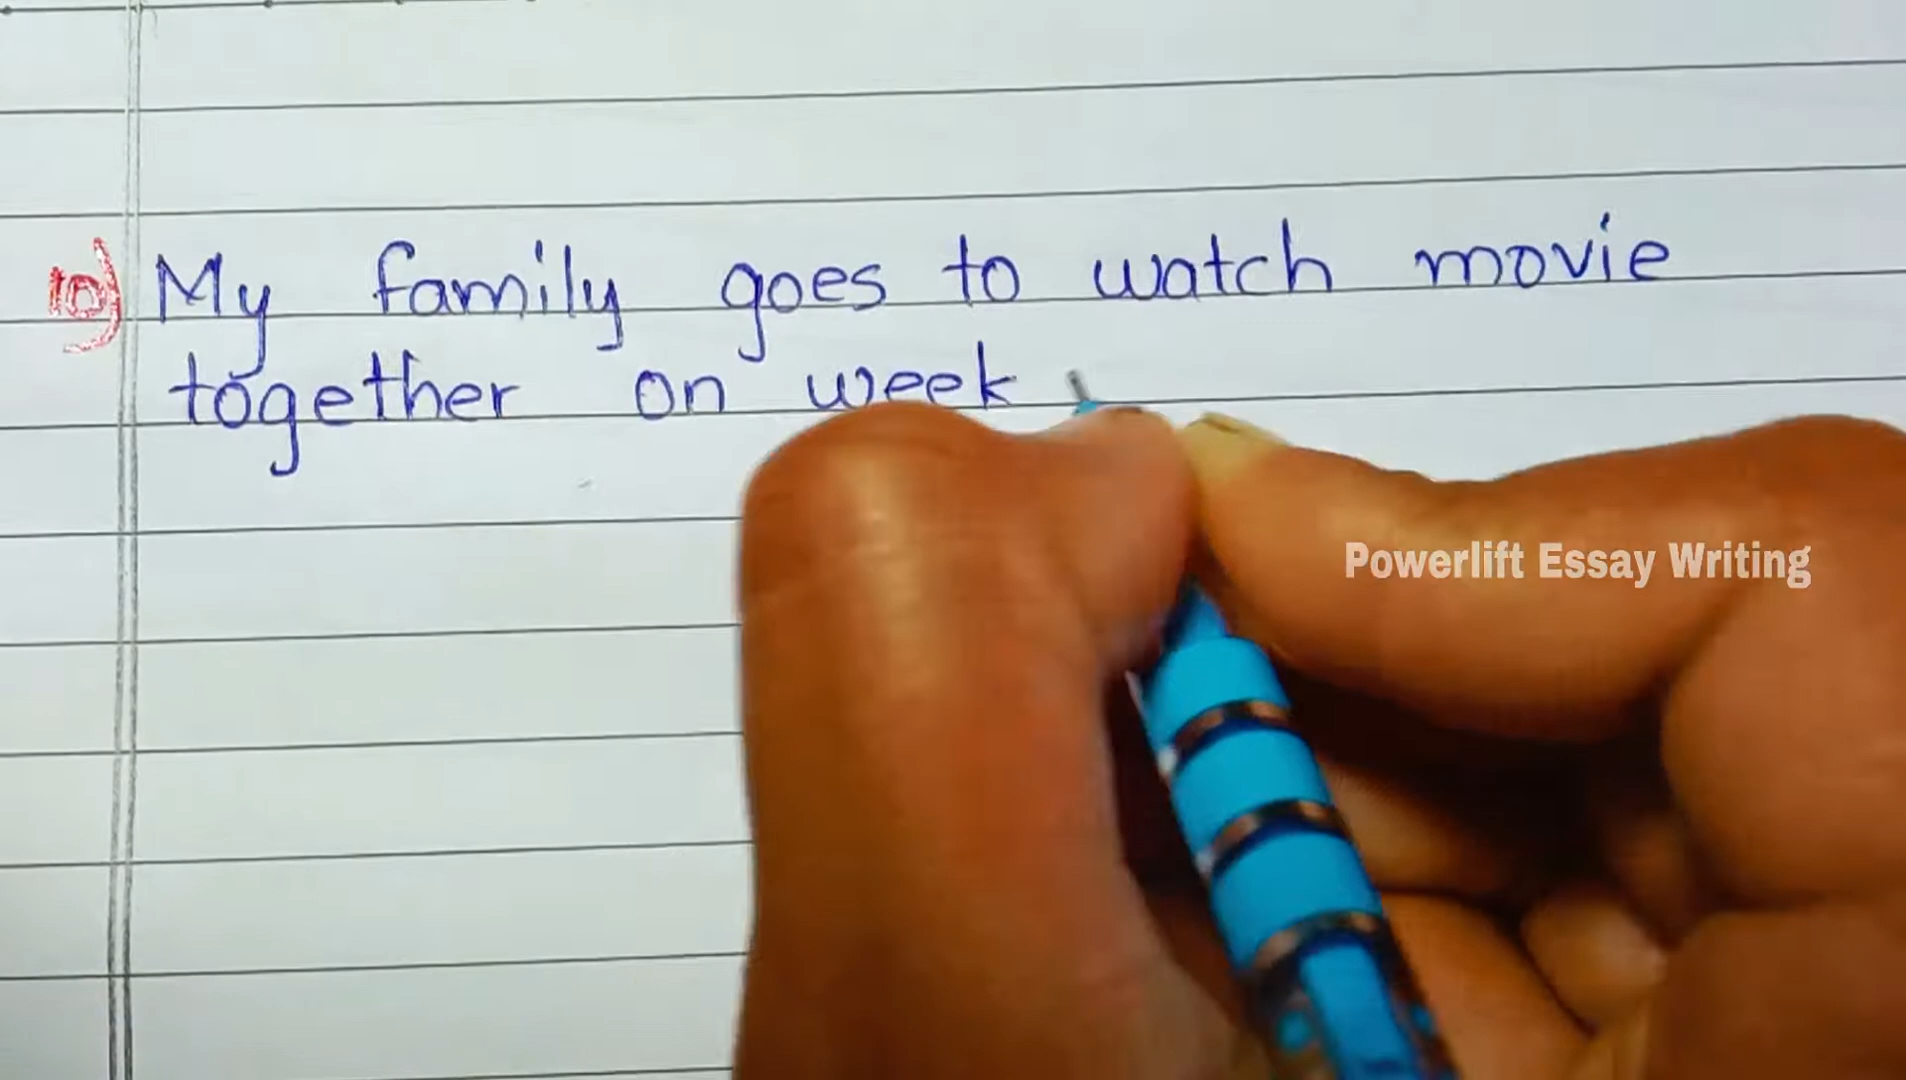 10) My family goes to watch movie
together on week
Powerlift Essay Writing